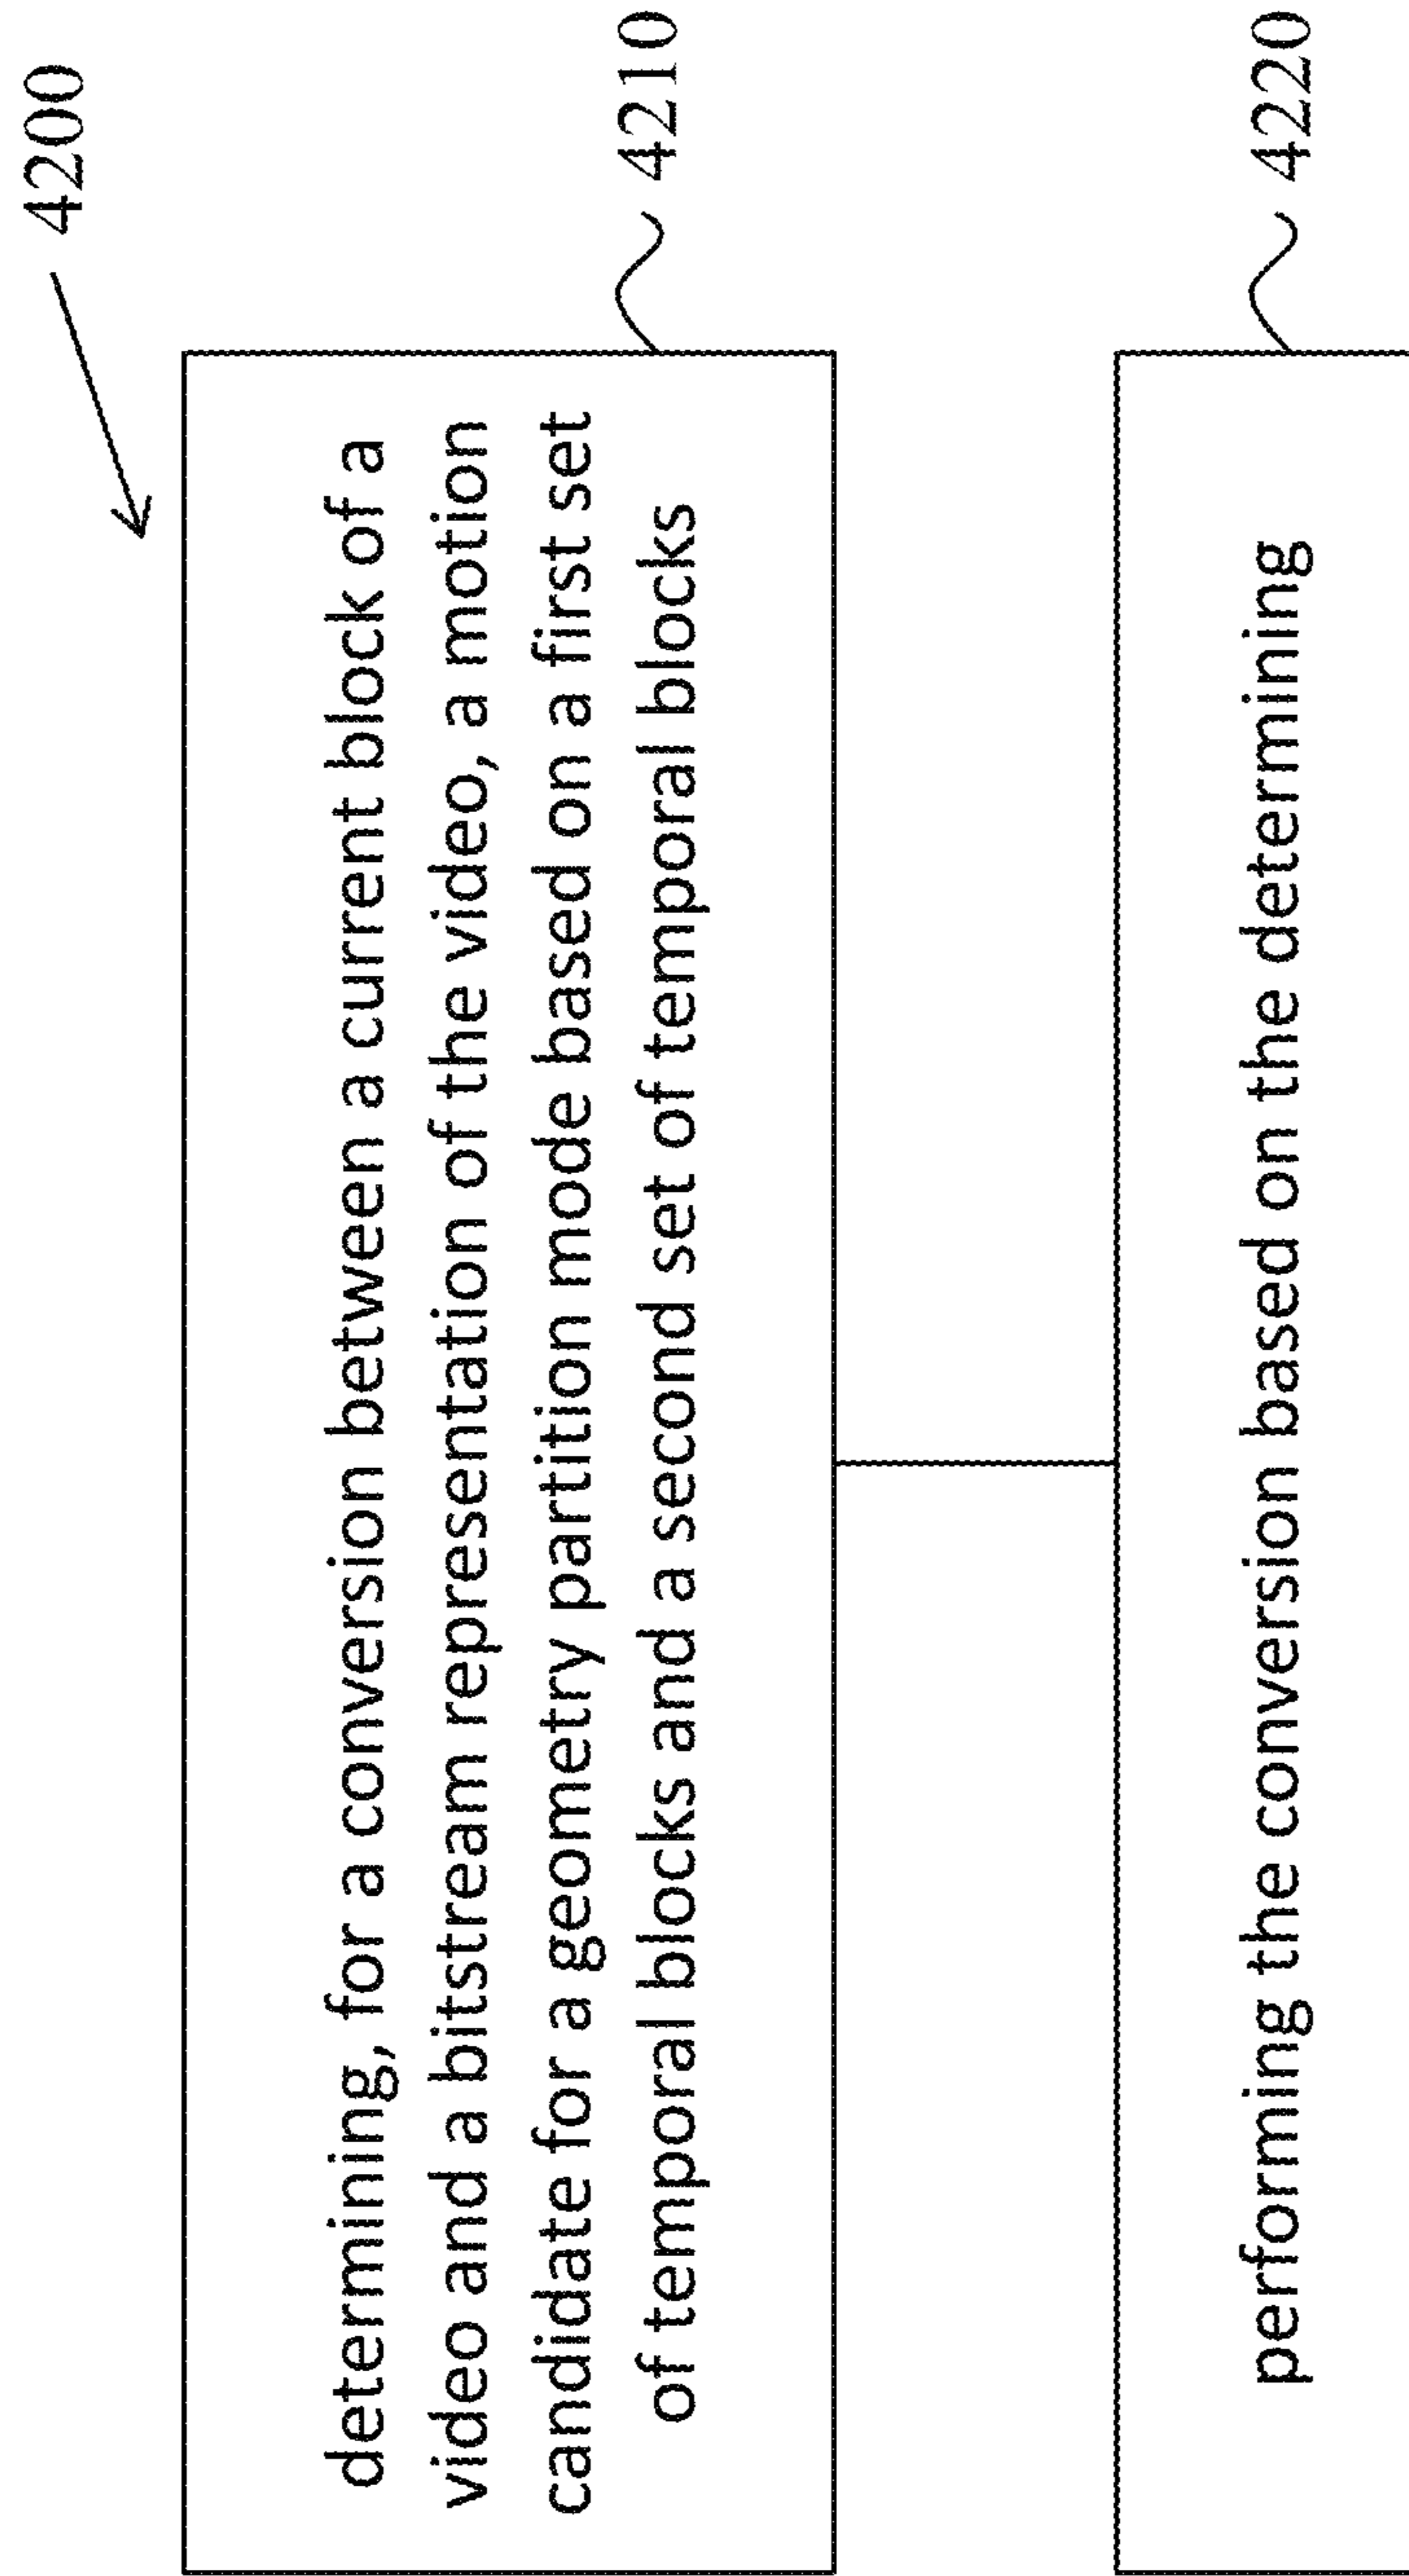 4200
determining, for a conversion between a current block of a
video and a bitstream representation of the video, a motion
candidate for a geometry partition mode based on a first set
of temporal blocks and a second set of temporal blocks
4210
performing the conversion based on the determining
4220